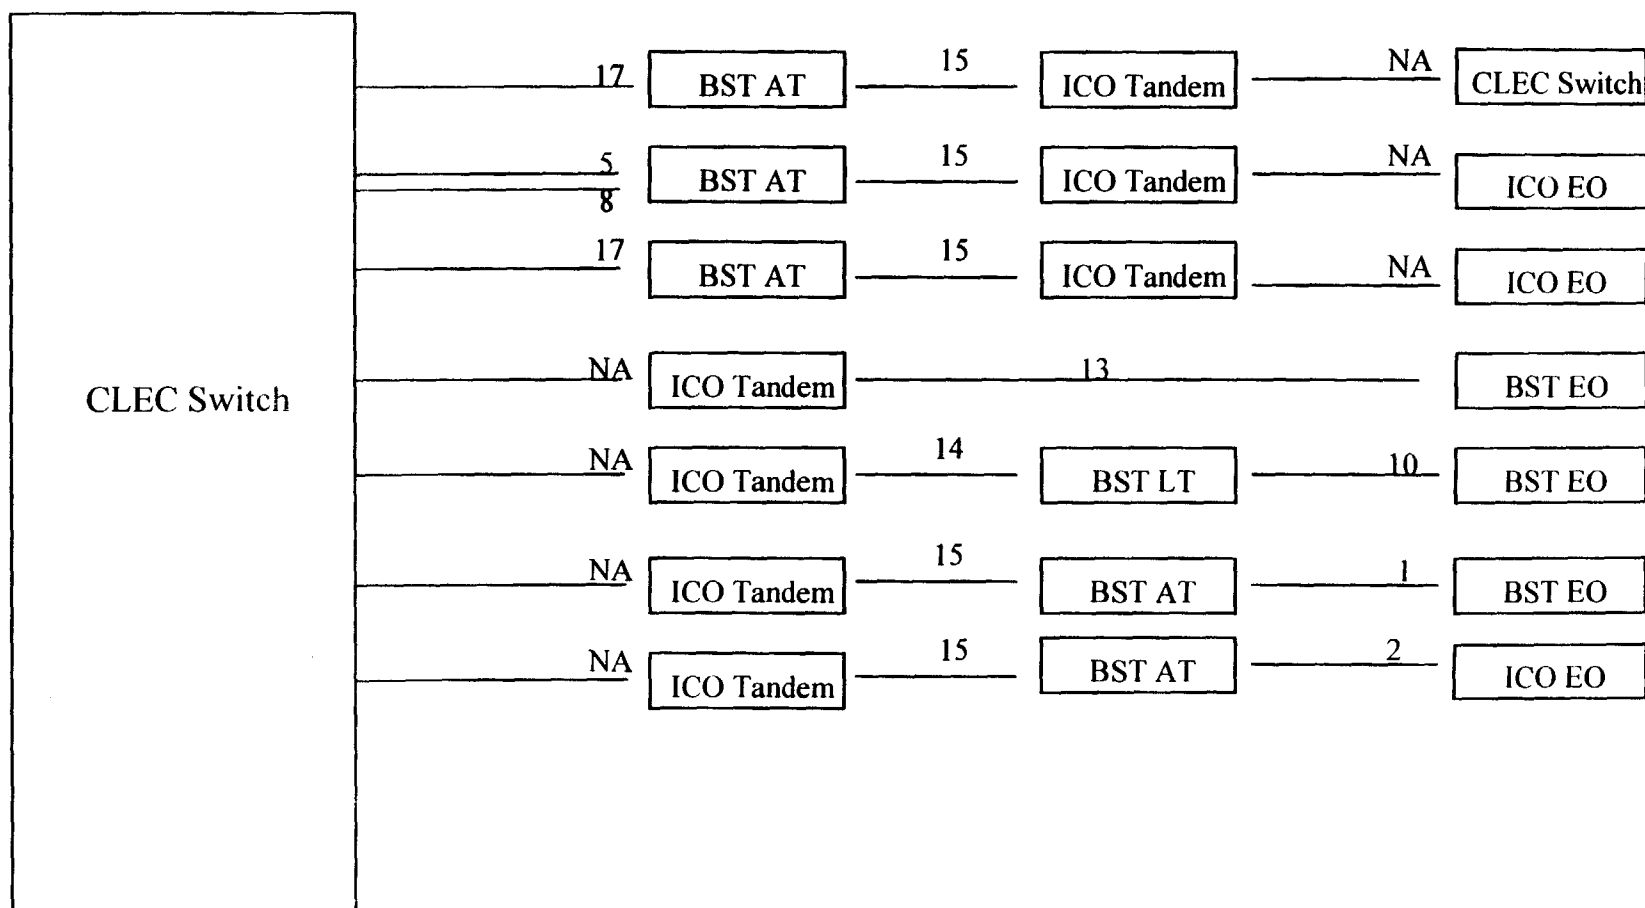 17 BST AT 15 ICO Tandem NA CLEC Switch
5 8 BST AT 15 ICO Tandem NA ICO EO
17 BST AT 15 ICO Tandem NA ICO EO
CLEC Switch
NA ICO Tandem 13 BST EO
NA ICO Tandem 14 BST LT 10 BST EO
NA ICO Tandem 15 BST AT 1 BST EO
NA ICO Tandem 15 BST AT 2 ICO EO